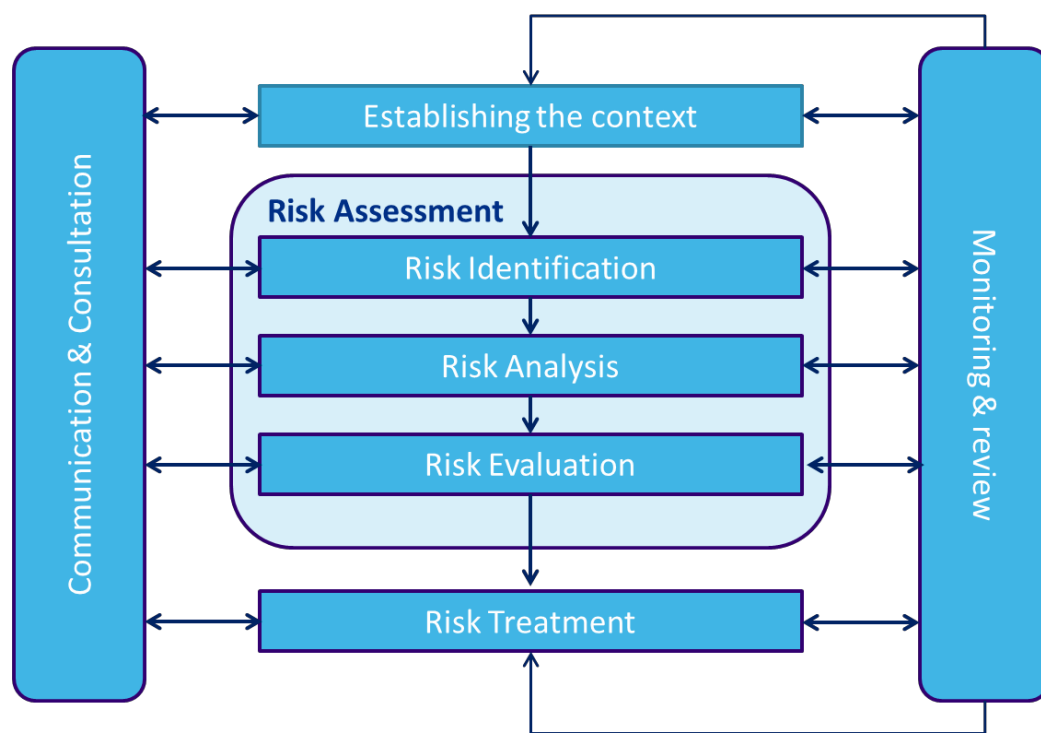 Communication & Consultation
Establishing the context
Risk Assessment
Risk Identification
Risk Analysis
Risk Evaluation
Risk Treatment
Monitoring & review